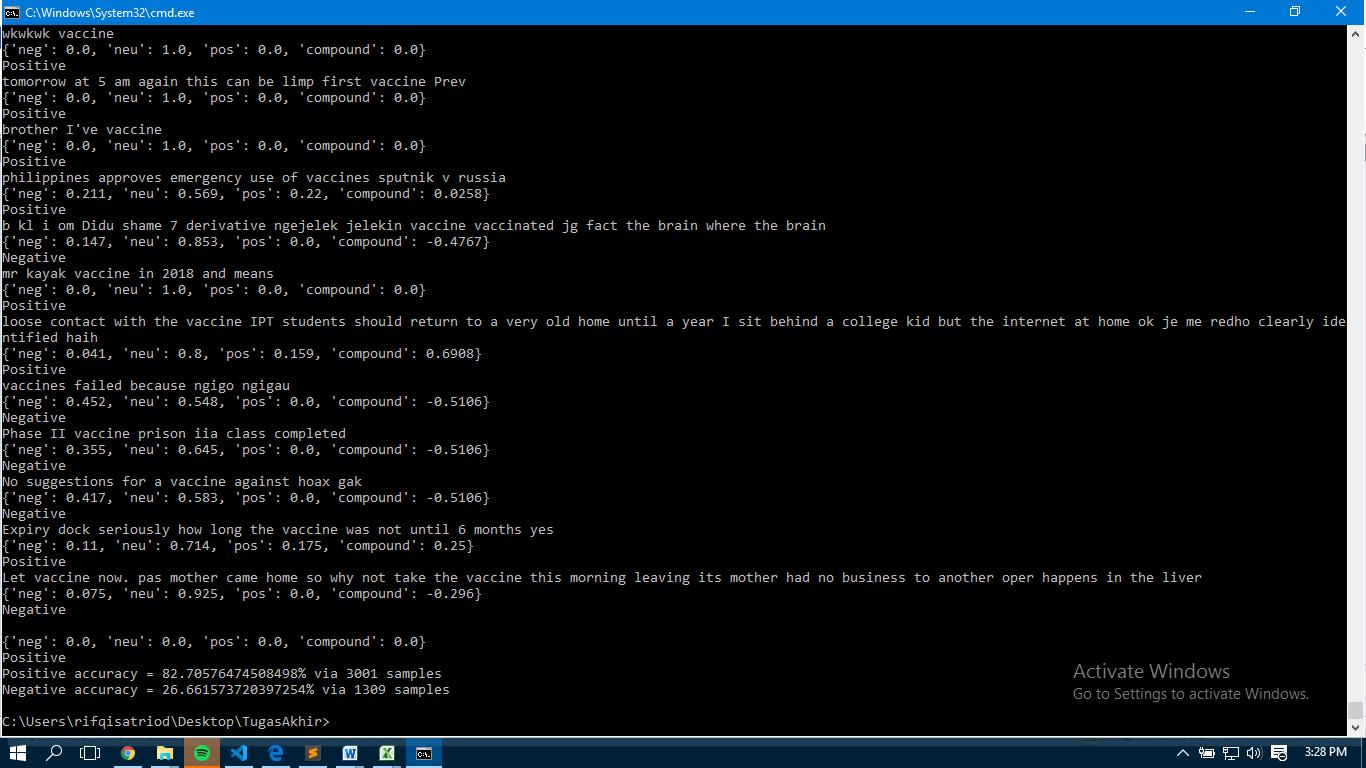 C:\Windows\System32\cmd.exe
wkwkwk vaccine
{'neg': 0.0, 'neu': 1.0, 'pos': 0.0, 'compound': 0.0}
Positive
tomorrow at 5 am again this can be limp first vaccine Prev
{'neg': 0.0, 'neu': 1.0, 'pos': 0.0, 'compound': 0.0}
Positive
brother I've vaccine
{'neg': 0.0, 'neu': 1.0, 'pos': 0.0, 'compound': 0.0}
Positive
philippines approves emergency use of vaccines sputnik v russia
{'neg': 0.211, 'neu': 0.569, 'pos': 0.22, 'compound': 0.0258}
Positive
b kl i om Didu shame 7 derivative ngejelek jelekin vaccine vaccinated jg fact the brain where the brain
{'neg': 0.147, 'neu': 0.853, 'pos': 0.0, 'compound': -0.4767}
Negative
mr kayak vaccine in 2018 and means
{'neg': 0.0, 'neu': 1.0, 'pos': 0.0, 'compound': 0.0}
Positive
loose contact with the vaccine IPT students should return to a very old home until a year I sit behind a college kid but the internet at home ok je me redho clearly ide
ntified haih
{'neg': 0.041, 'neu': 0.8, 'pos': 0.159, 'compound': 0.6908}
Positive
vaccines failed because ngigo ngigau
{'neg': 0.452, 'neu': 0.548, 'pos': 0.0, 'compound': -0.5106}
Negative
Phase II vaccine prison iia class completed
{'neg': 0.355, 'neu': 0.645, 'pos': 0.0, 'compound': -0.5106}
Negative
No suggestions for a vaccine against hoax gak
{'neg': 0.417, 'neu': 0.583, 'pos': 0.0, 'compound': -0.5106}
Negative
Expiry dock seriously how long the vaccine was not until 6 months yes
{'neg': 0.11, 'neu': 0.714, 'pos': 0.175, 'compound': 0.25}
Positive
Let vaccine now. pas mother came home so why not take the vaccine this morning leaving its mother had no business to another oper happens in the liver
{'neg': 0.075, 'neu': 0.925, 'pos': 0.0, 'compound': -0.296}
Negative
{'neg': 0.0, 'neu': 0.0, 'pos': 0.0, 'compound': 0.0}
Positive
Positive accuracy = 82.70576474508498% via 3001 samples
Negative accuracy = 26.661573720397254% via 1309 samples
C:\Users\rifqisatriod\Desktop\TugasAkhir>
Activate Windows
Go to Settings to activate Windows.
3:28 PM